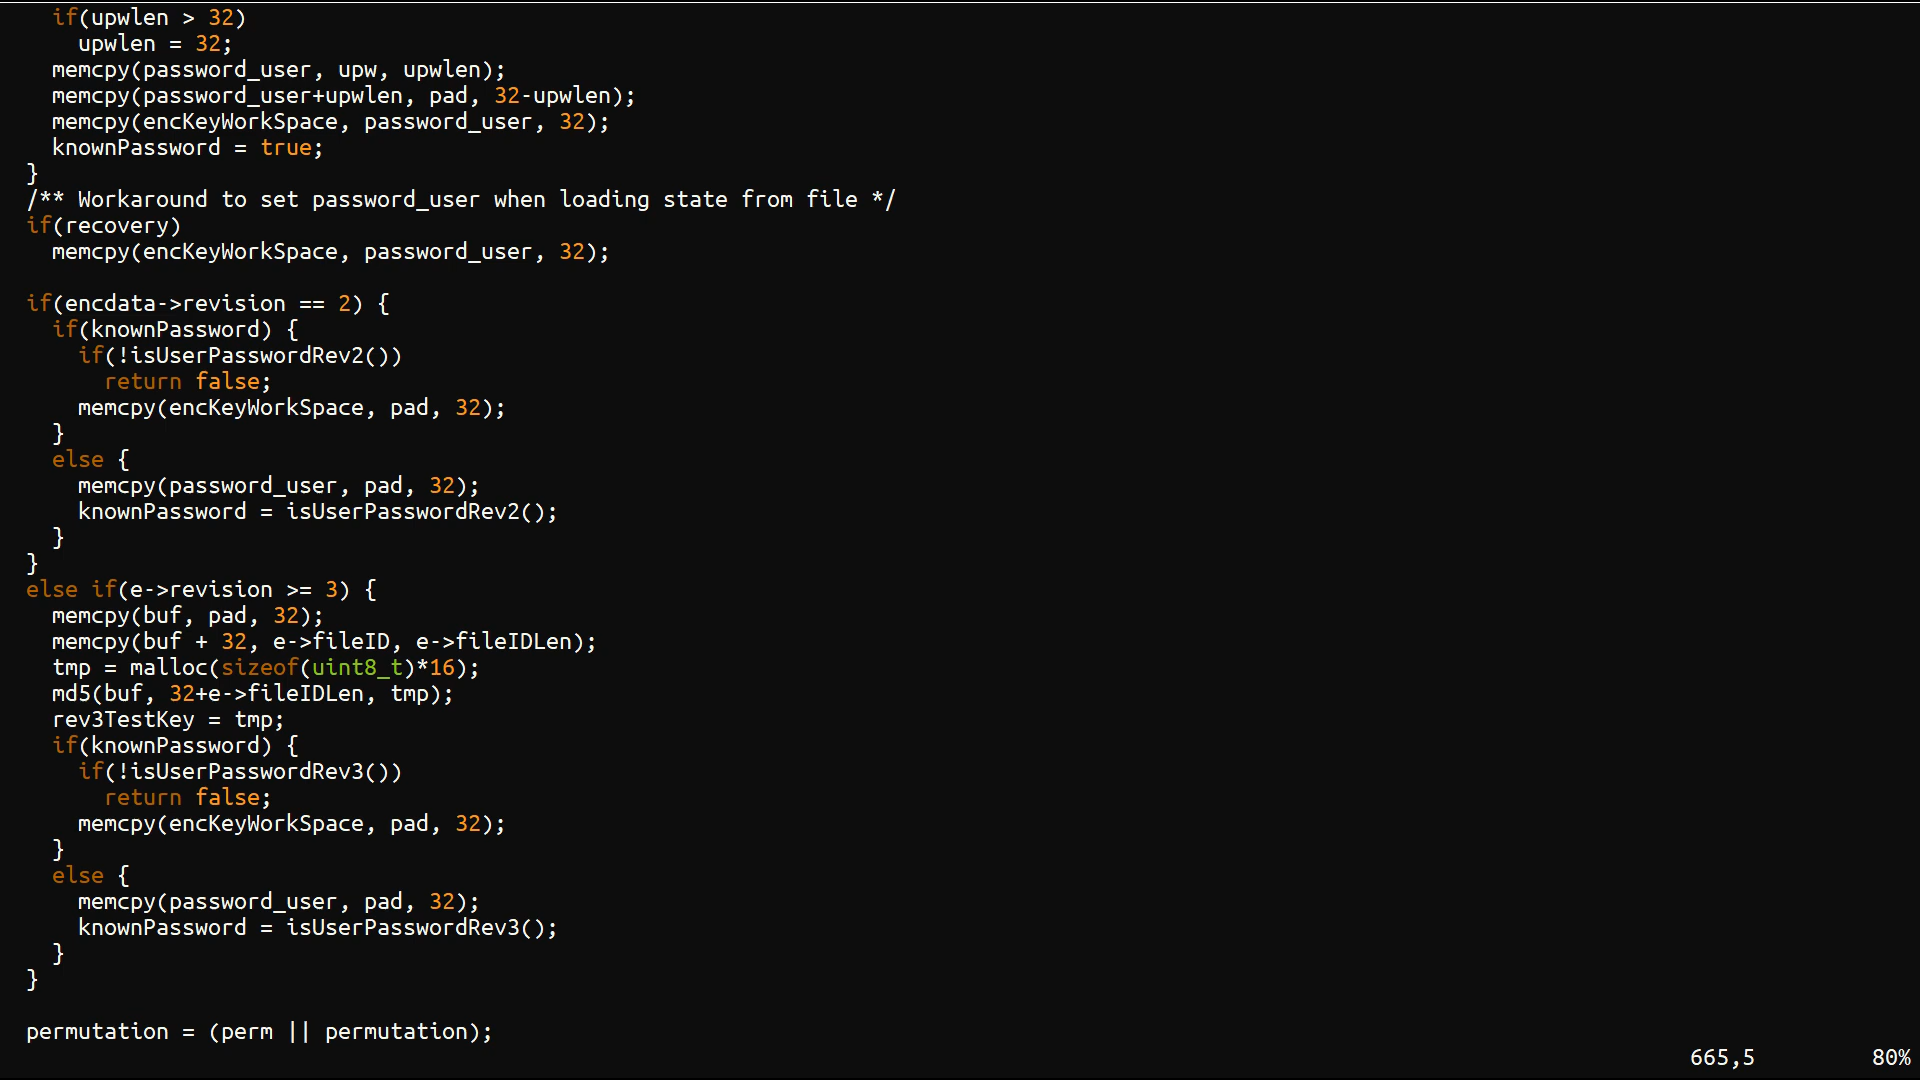 if(upwlen > 32)
upwlen = 32;
memcpy(password_user, upw, upwlen);
memcpy(password_user+upwlen, pad, 32-upwlen);
memcpy(encKeyWorkSpace, password_user, 32);
knownPassword = true;
}
/** Workaround to set password_user when loading state from file */
if(recovery)
memcpy(encKeyWorkSpace, password_user, 32);
if(encdata->revision == 2) {
if(knownPassword) {
if(!isUserPasswordRev2())
return false;
memcpy(encKeyWorkSpace, pad, 32);
}
else {
memcpy(password_user, pad, 32);
knownPassword = isUserPasswordRev2();
}
}
else if(e->revision >= 3) {
memcpy(buf, pad, 32);
memcpy(buf + 32, e->fileID, e->fileIDLen);
tmp = malloc(sizeof(uint8_t)*16);
md5(buf, 32+e->fileIDLen, tmp);
rev3TestKey = tmp;
if(knownPassword) {
if(!isUserPasswordRev3())
return false;
memcpy(encKeyWorkSpace, pad, 32);
}
else {
memcpy(password_user, pad, 32);
knownPassword = isUserPasswordRev3();
}
}
permutation = (perm || permutation);
665,5 80%